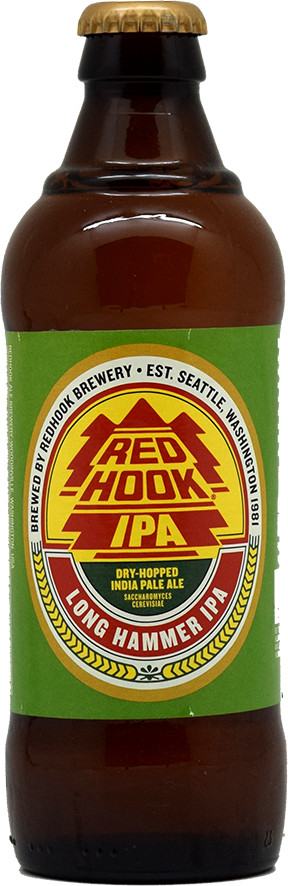 BREWED BY REDHOOK BREWERY • EST. SEATTLE, WASHINGTON 1981
RED
HOOK®
IPA
DRY-HOPPED
INDIA PALE ALE
SACCHAROMYCES
CEREVISIAE
LONG HAMMER IPA